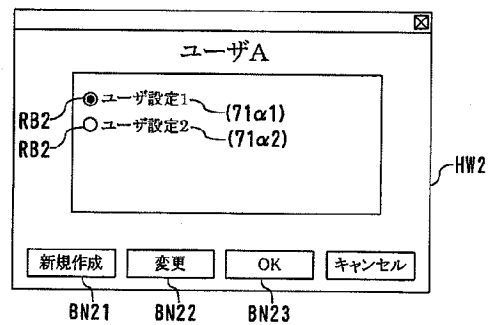 ユーザA
ユーザ設定1
(71α1)
RB2
ユーザ設定2
(71α2)
RB2
HW2
新規作成
変更
OK
キャンセル
BN21
BN22
BN23